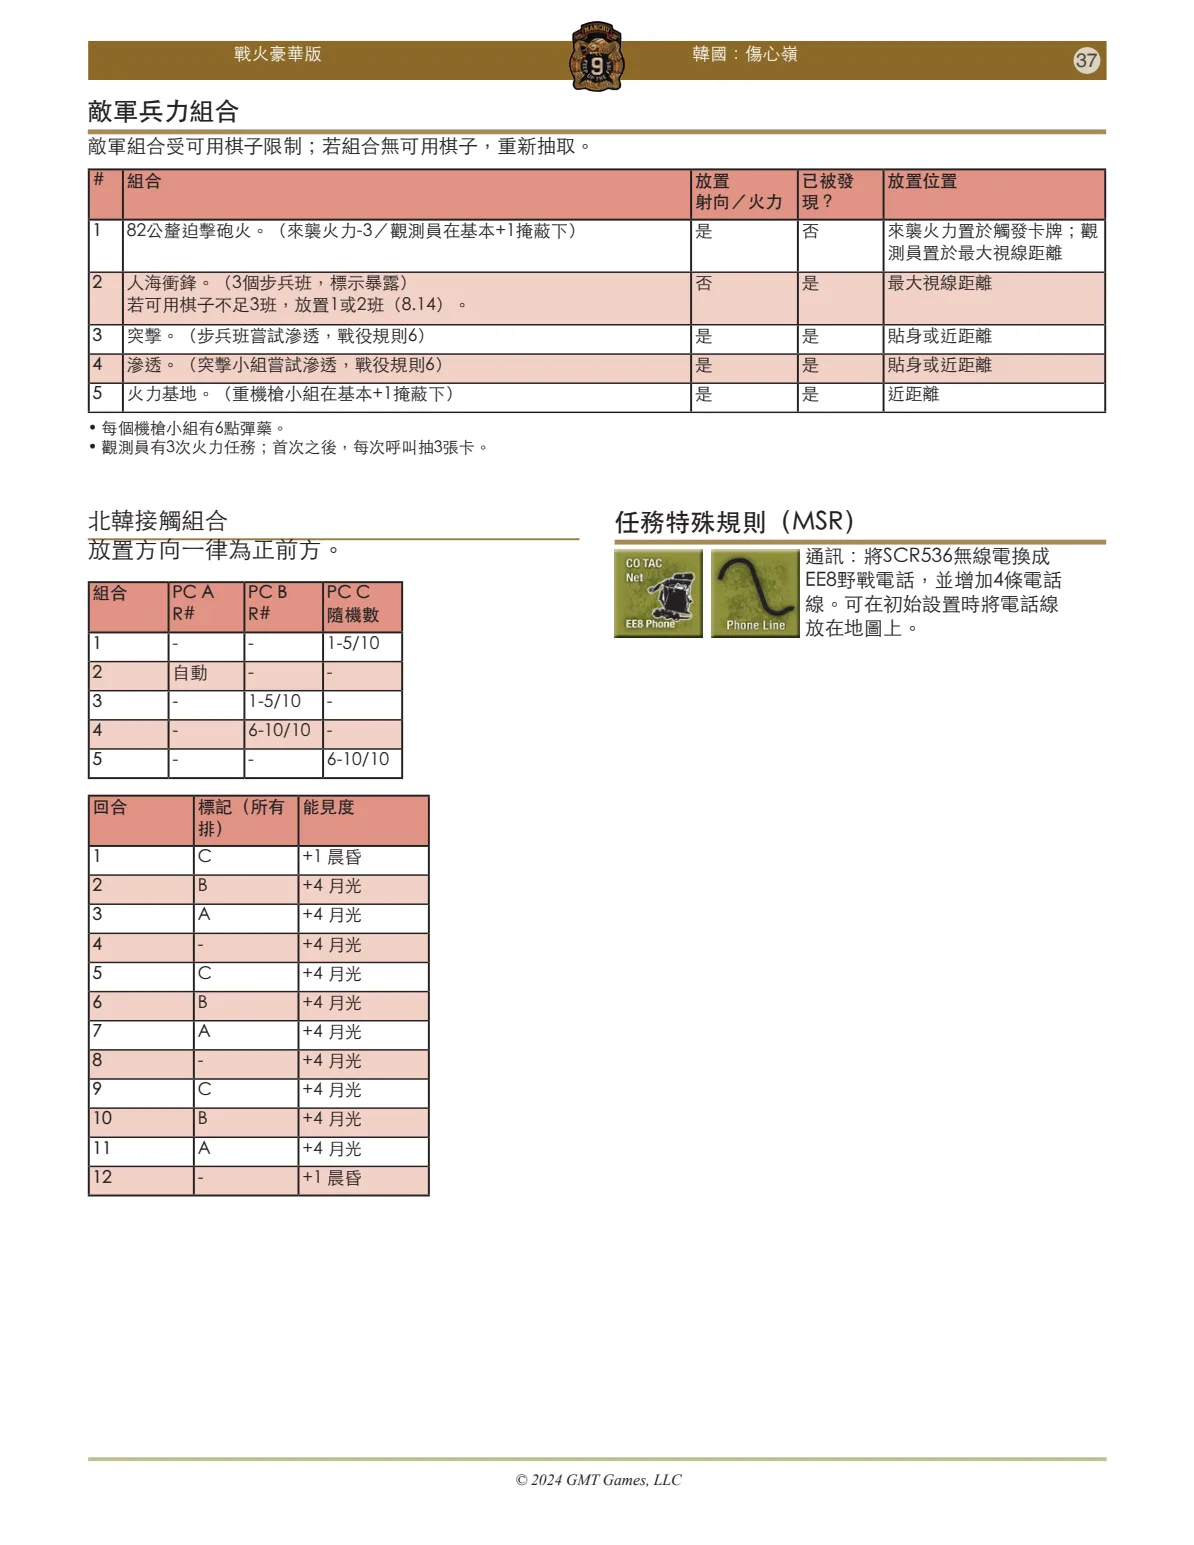 戰火豪華版
MANCHU
9
韓國：傷心嶺
37
敵軍兵力組合
敵軍組合受可用棋子限制；若組合無可用棋子，重新抽取。
# 組合 放置 已被發 放置位置
射向／火力 現？
1 82公釐迫擊砲火。（來襲火力-3／觀測員在基本+1掩蔽下） 是 否 來襲火力置於觸發卡牌；觀
測員置於最大視線距離
2 人海衝鋒。（3個步兵班，標示暴露） 否 是 最大視線距離
若可用棋子不足3班，放置1或2班（8.14）。
3 突擊。（步兵班嘗試滲透，戰役規則6） 是 是 貼身或近距離
4 滲透。（突擊小組嘗試滲透，戰役規則6） 是 是 貼身或近距離
5 火力基地。（重機槍小組在基本+1掩蔽下） 是 是 近距離
• 每個機槍小組有6點彈藥。
• 觀測員有3次火力任務；首次之後，每次呼叫抽3張卡。
北韓接觸組合
放置方向一律為正前方。
組合 PC A PC B PC C
R# R# 隨機數
1 - - 1-5/10
2 自動 - -
3 - 1-5/10 -
4 - 6-10/10 -
5 - - 6-10/10
回合 標記（所有 能見度
排）
1 C +1 晨昏
2 B +4 月光
3 A +4 月光
4 - +4 月光
5 C +4 月光
6 B +4 月光
7 A +4 月光
8 - +4 月光
9 C +4 月光
10 B +4 月光
11 A +4 月光
12 - +1 晨昏
任務特殊規則（MSR）
CO TAC
Net
EE8 Phone
Phone Line
通訊：將SCR536無線電換成
EE8野戰電話，並增加4條電話
線。可在初始設置時將電話線
放在地圖上。
© 2024 GMT Games, LLC